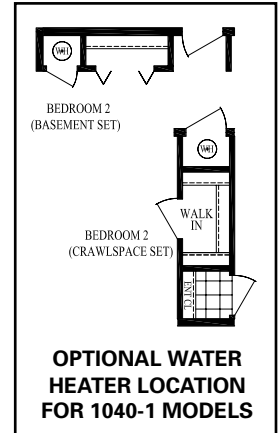 WH
BEDROOM 2
(BASEMENT SET)
WH
WALK
IN
BEDROOM 2
(CRAWLSPACE SET)
ENT CL
OPTIONAL WATER
HEATER LOCATION
FOR 1040-1 MODELS